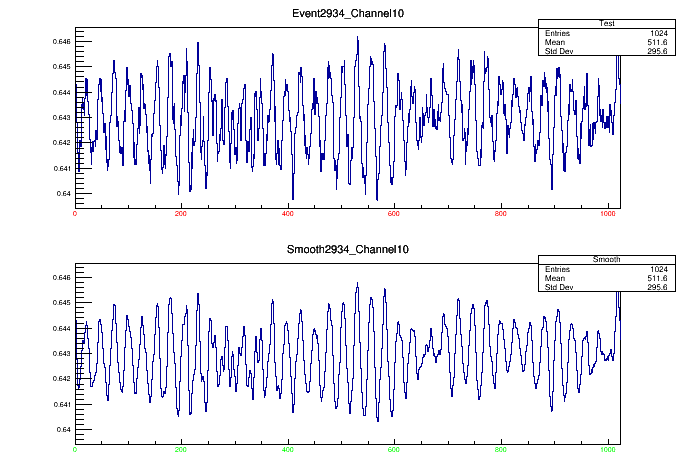 Event2934_Channel10
Test
Entries 1024
Mean 511.6
Std Dev 295.6
0.646
0.645
0.644
0.643
0.642
0.641
0.64
0 200 400 600 800 1000
Smooth2934_Channel10
Smooth
Entries 1024
Mean 511.6
Std Dev 295.6
0.646
0.645
0.644
0.643
0.642
0.641
0.64
0 200 400 600 800 1000